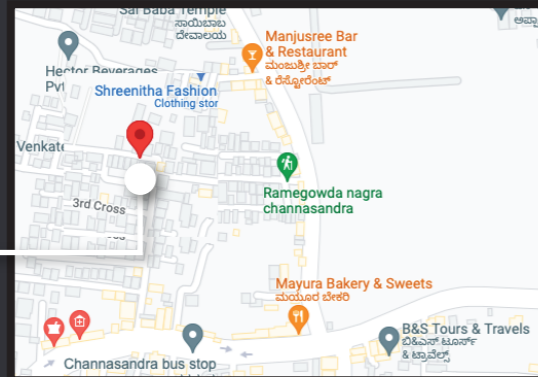 Sai Baba Temple
ಸಾಯಿಬಾಬ
ದೇವಾಲಯ
Manjusree Bar
& Restaurant
ಮಂಜುಶ್ರೀ ಬಾರ್
& ರೆಸ್ಟೋರೆಂಟ್
Hector Beverages
Pvt
Shreenitha Fashion
Clothing stor
Venkate
Ramegowda nagra
channasandra
3rd Cross
Mayura Bakery & Sweets
ಮಯೂರ ಬೇಕರಿ
B&S Tours & Travels
ಬಿ&ಎಸ್ ಟೂರ್ಸ್
& ಟ್ರಾವೆಲ್ಸ್
Channasandra bus stop